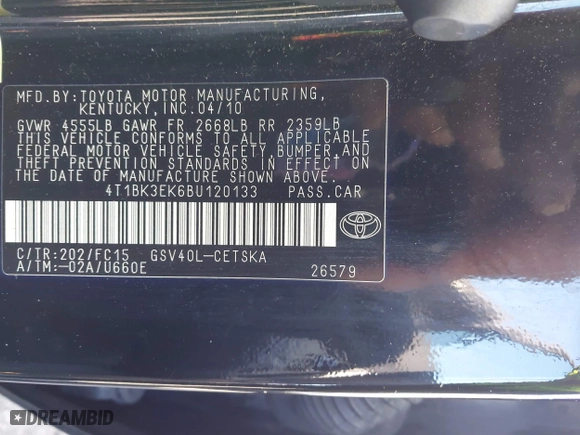 MFD.BY:TOYOTA MOTOR MANUFACTURING,
KENTUCKY, INC. 04/10
GVWR 4555LB GAWR FR 2668LB RR 2359LB
THIS VEHICLE CONFORMS TO ALL APPLICABLE
FEDERAL MOTOR VEHICLE SAFETY, BUMPER, AND
THEFT PREVENTION STANDARDS IN EFFECT ON
THE DATE OF MANUFACTURE SHOWN ABOVE.
4T1BK3EK6BU120133 PASS.CAR
C/TR:202/FC15 GSV40L-CETSKA
A/TM:-02A/U660E
26579
DREAMBID